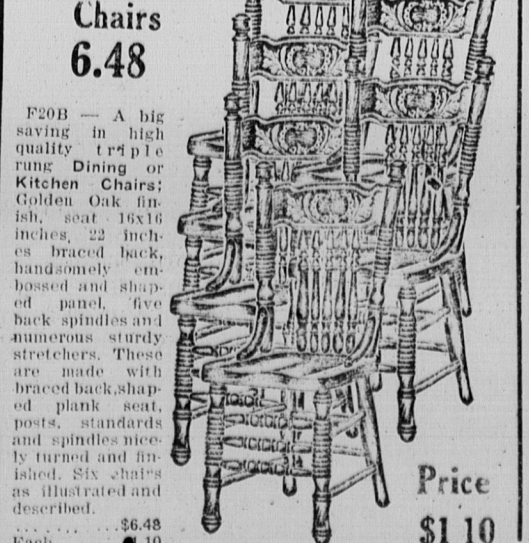 Chairs
6.48
F20B — A big
saving in high
quality triple
rung Dining or
Kitchen Chairs;
Golden Oak fin-
ish, seat 16x16
inches, 22 inch-
es braced back,
handsomely em-
bossed and shap-
ed panel, five
back spindles and
numerous sturdy
stretchers. These
are made with
braced back, shap-
ed plank seat,
posts, standards
and spindles nice-
ly turned and fin-
ished. Six chairs
as illustrated and
described.
........ ...$6.48
Each 10
Price
$1 10